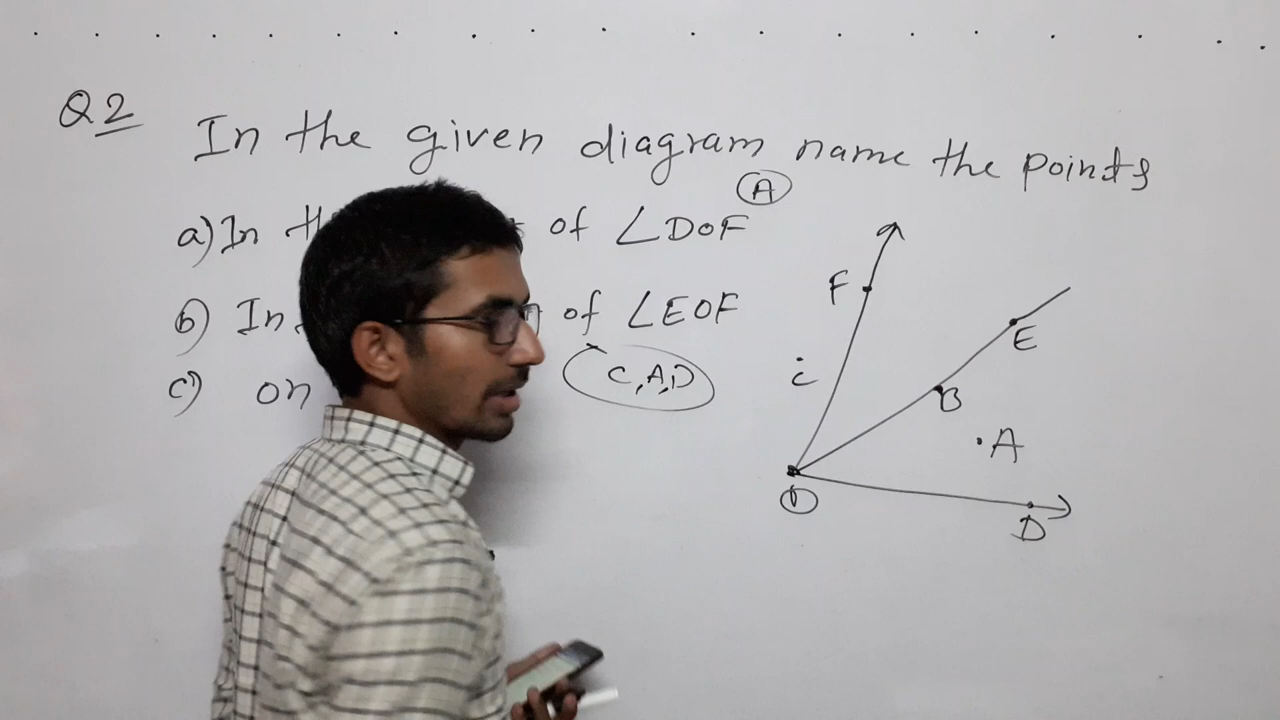 Q2
In the given diagram name the points
A
a) In of ∠DOF
b) In of ∠EOF
C,A,D
c) on
F
E
C
B
A
O
D